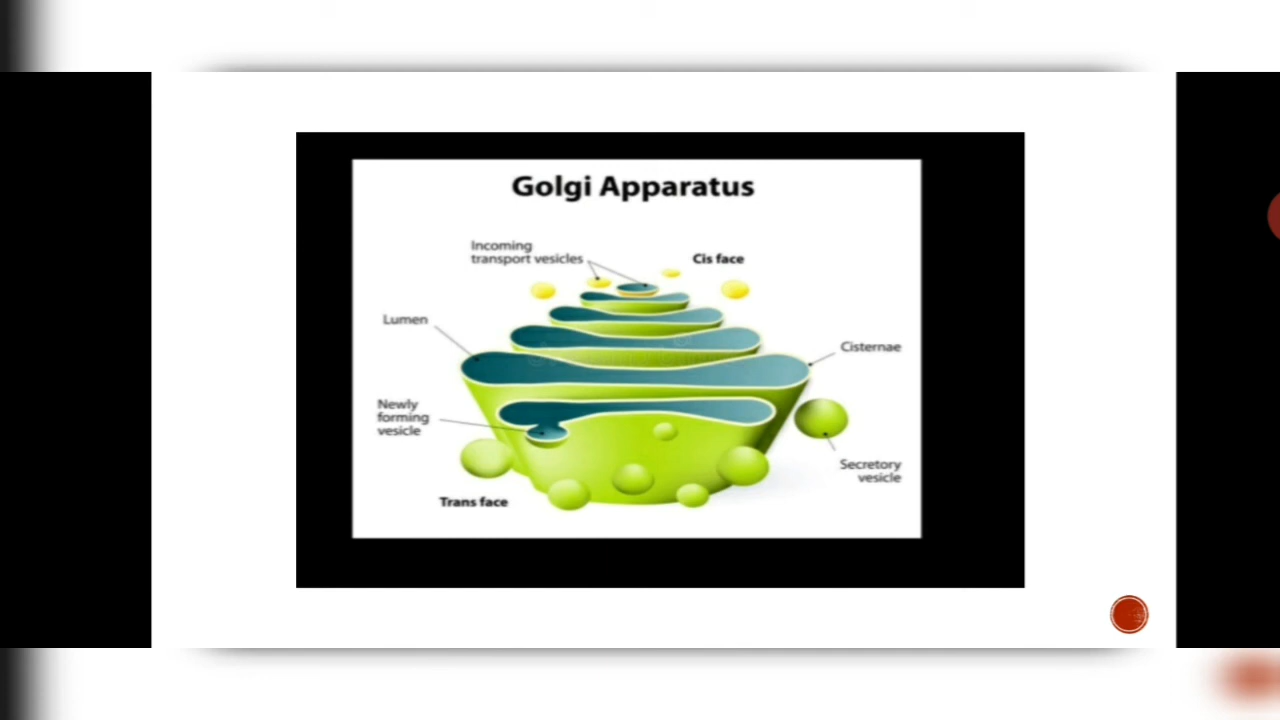 Golgi Apparatus
Incoming
transport vesicles
Cis face
Lumen
Cisternae
Newly
forming
vesicle
Secretory
vesicle
Trans face